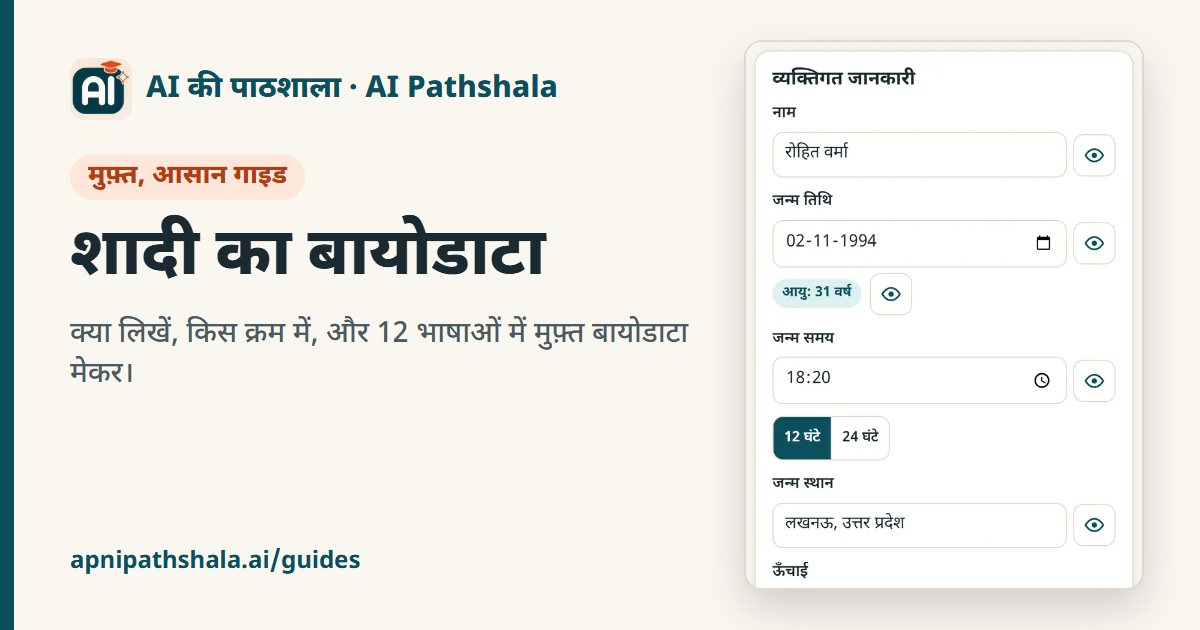 AI
AI की पाठशाला · AI Pathshala
मुफ़्त, आसान गाइड
शादी का बायोडाटा
क्या लिखें, किस क्रम में, और 12 भाषाओं में मुफ़्त बायोडाटा
मेकर।
apnipathshala.ai/guides
व्यक्तिगत जानकारी
नाम
रोहित वर्मा
जन्म तिथि
02-11-1994
आयु: 31 वर्ष
जन्म समय
18:20
12 घंटे 24 घंटे
जन्म स्थान
लखनऊ, उत्तर प्रदेश
ऊँचाई